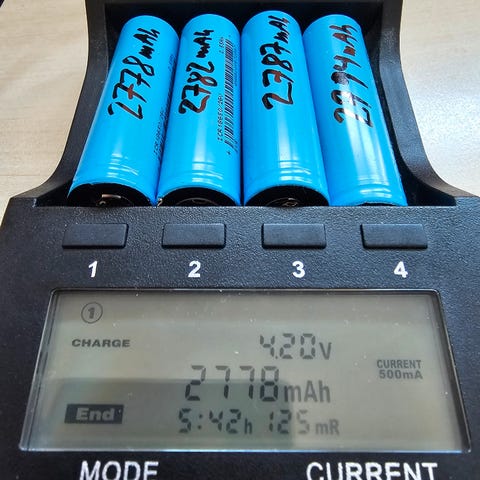 2778mAh
2782mAh
2787mAh
2794mAh
1 2 3 4
1
CHARGE
4.20V
CURRENT
500mA
2778mAh
End
5:42h 125mR
MODE CURRENT